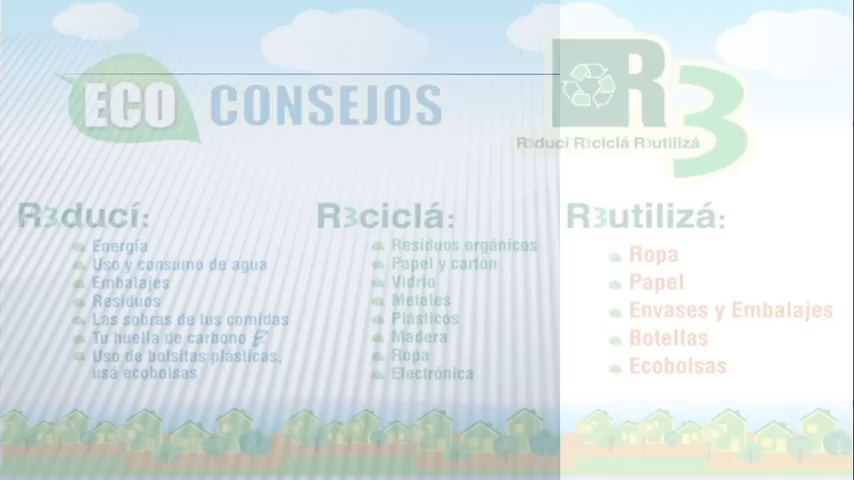 ECO CONSEJOS
R3
R3ducí R3ciclá R3utilizá
R3ducí:
Energía
Uso y consumo de agua
Embalajes
Residuos
Las sobras de tus comidas
Tu huella de carbono
Uso de bolsitas plásticas,
usá ecobolsas
R3ciclá:
Residuos orgánicos
Papel y cartón
Vidrio
Metales
Plásticos
Madera
Ropa
Electrónica
R3utilizá:
Ropa
Papel
Envases y Embalajes
Botellas
Ecobolsas